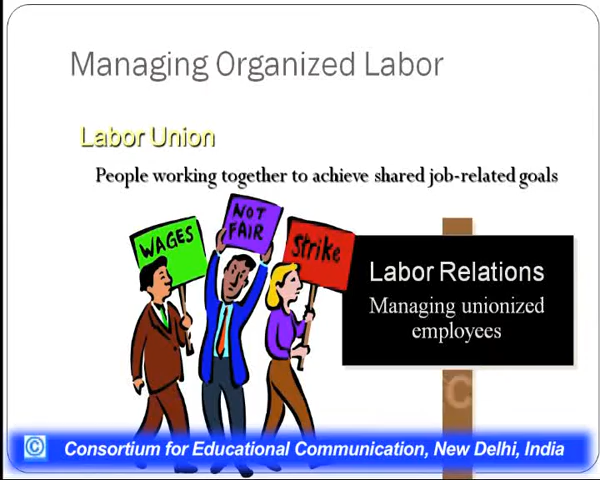 Managing Organized Labor
Labor Union
People working together to achieve shared job-related goals
WAGES
NOT
FAIR
Strike
Labor Relations
Managing unionized
employees
C
© Consortium for Educational Communication, New Delhi, India